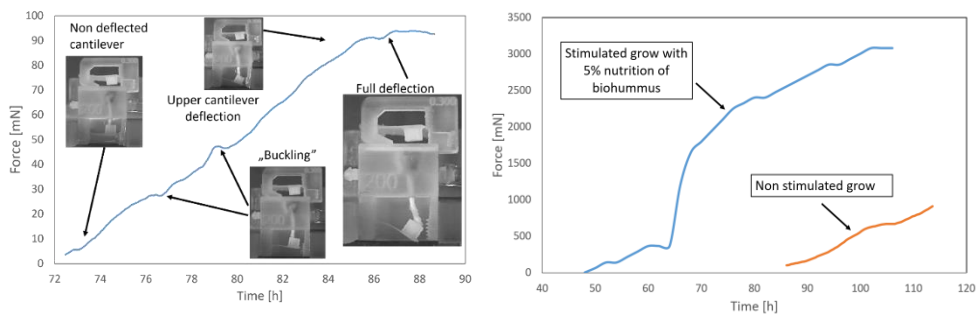 Non deflected
cantilever
Upper cantilever
deflection
Full deflection
„Buckling”
Force [mN]
100
90
80
70
60
50
40
30
20
10
0
72 74 76 78 80 82 84 86 88 90
Time [h]
200
Stimulated grow with
5% nutrition of
biohummus
Non stimulated grow
Force [mN]
3500
3000
2500
2000
1500
1000
500
0
40 50 60 70 80 90 100 110 120
Time [h]